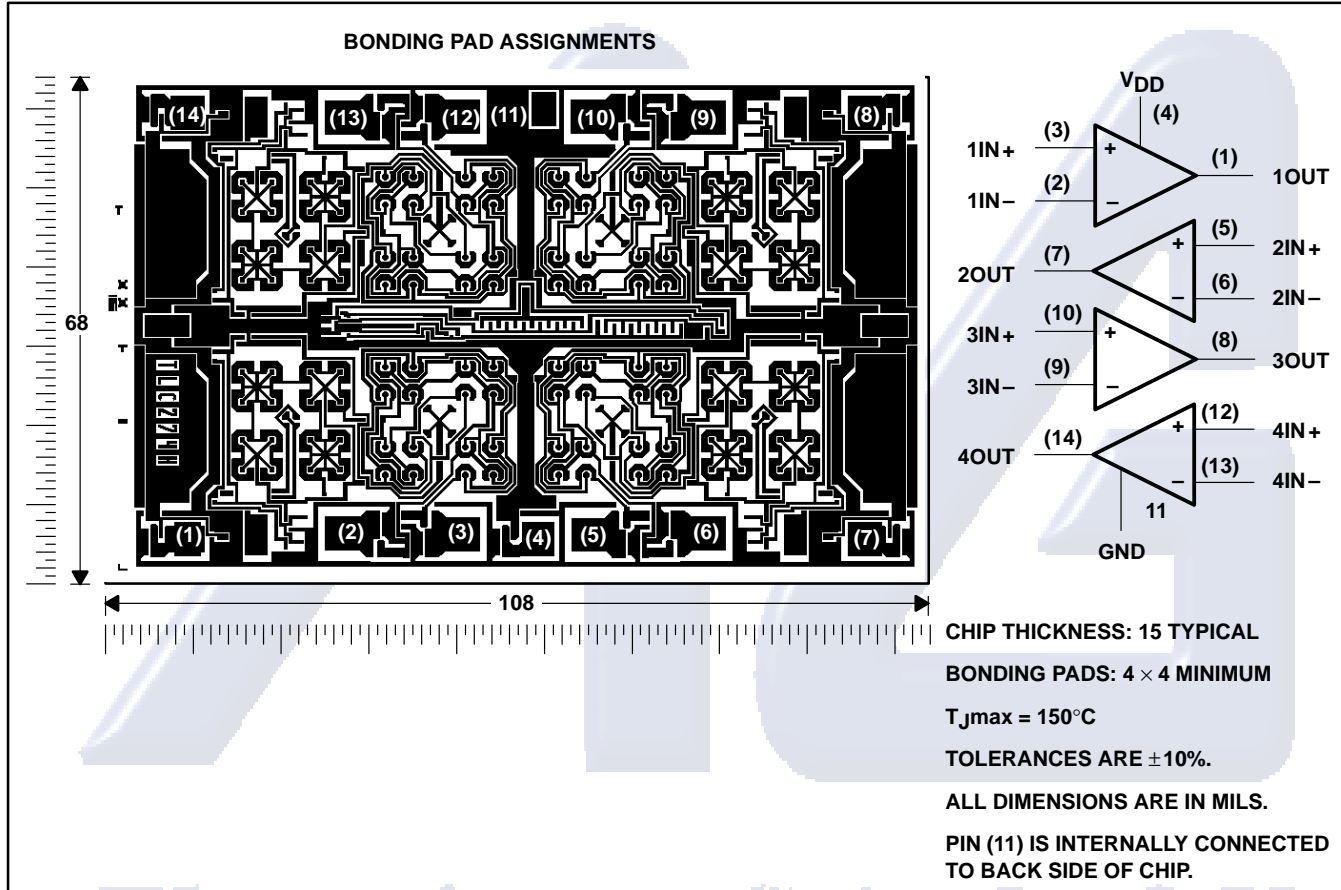 BONDING PAD ASSIGNMENTS
(14)
(13)
(12)
(11)
(10)
(9)
(8)
68
TLC2774H
(1)
(2)
(3)
(4)
(5)
(6)
(7)
108
VDD
(4)
1IN+
(3)
+
(1)
1OUT
1IN−
(2)
−
(5)
2IN+
+
(7)
2OUT
(6)
2IN−
−
3IN+
(10)
+
(8)
3OUT
3IN−
(9)
−
(12)
4IN+
+
(14)
4OUT
(13)
4IN−
−
11
GND
CHIP THICKNESS: 15 TYPICAL
BONDING PADS: 4 × 4 MINIMUM
TJmax = 150°C
TOLERANCES ARE ±10%.
ALL DIMENSIONS ARE IN MILS.
PIN (11) IS INTERNALLY CONNECTED
TO BACK SIDE OF CHIP.